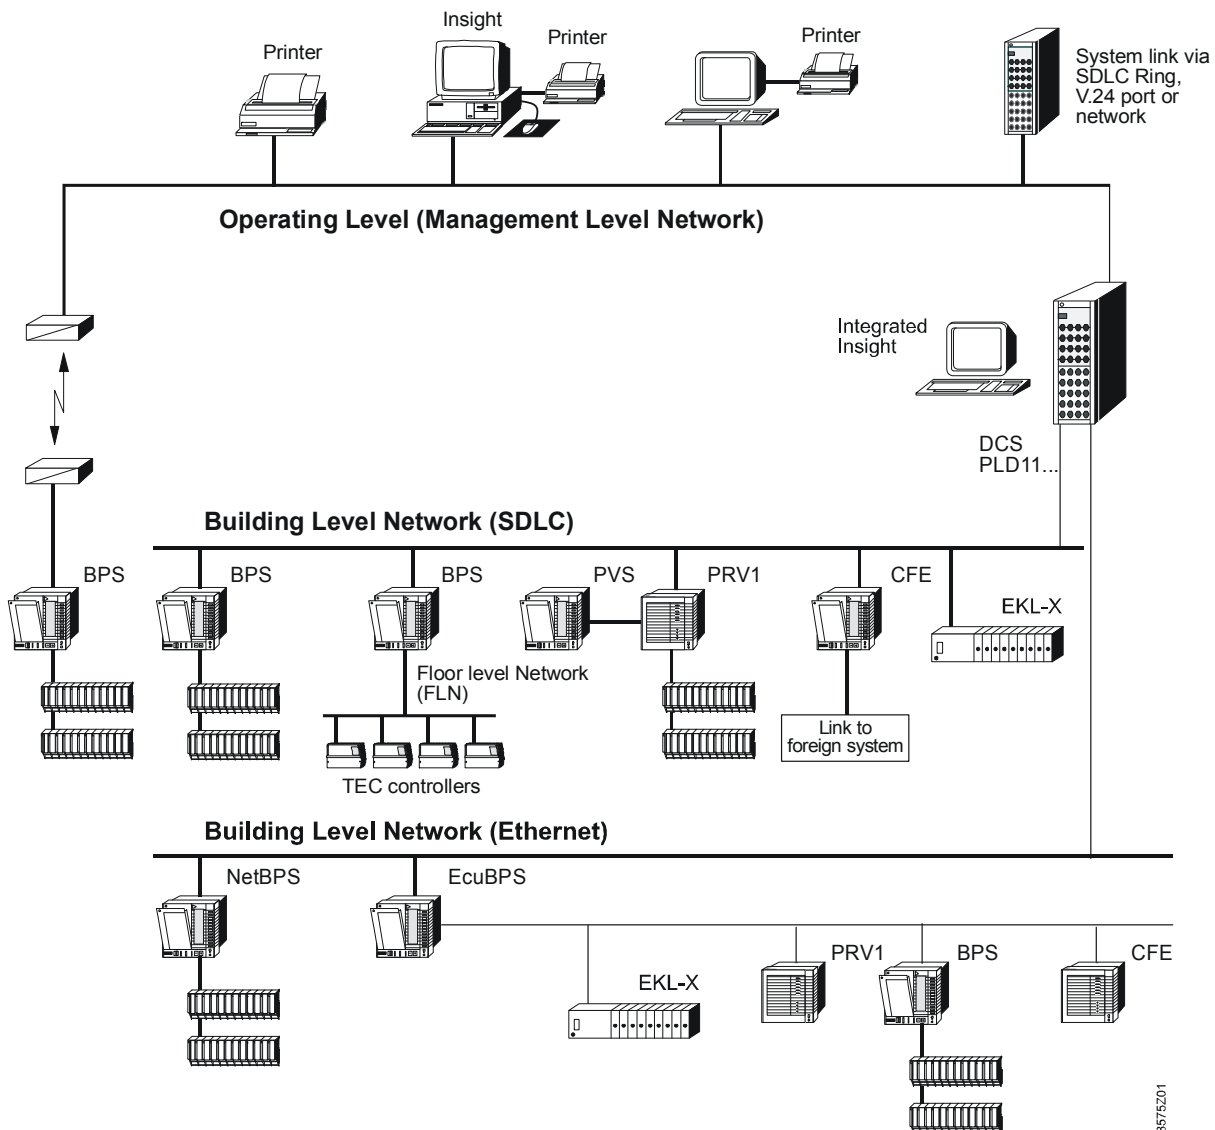 Insight
Printer
Printer
Printer
System link via
SDLC Ring,
V.24 port or
network
Operating Level (Management Level Network)
Integrated
Insight
DCS
PLD11...
Building Level Network (SDLC)
BPS
BPS
BPS
PVS
PRV1
CFE
EKL-X
Floor level Network
(FLN)
Link to
foreign system
TEC controllers
Building Level Network (Ethernet)
NetBPS
EcuBPS
PRV1
BPS
CFE
EKL-X
3575Z01